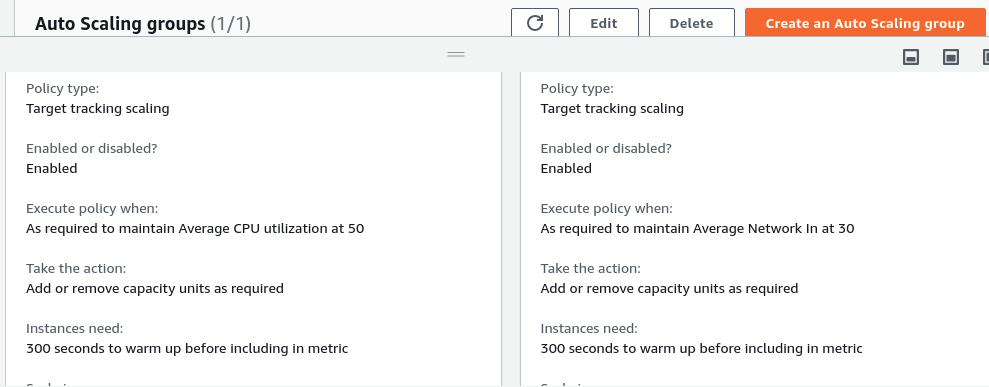 Auto Scaling groups (1/1)
Edit
Delete
Create an Auto Scaling group
Policy type:
Target tracking scaling
Enabled or disabled?
Enabled
Execute policy when:
As required to maintain Average CPU utilization at 50
Take the action:
Add or remove capacity units as required
Instances need:
300 seconds to warm up before including in metric
Policy type:
Target tracking scaling
Enabled or disabled?
Enabled
Execute policy when:
As required to maintain Average Network In at 30
Take the action:
Add or remove capacity units as required
Instances need:
300 seconds to warm up before including in metric